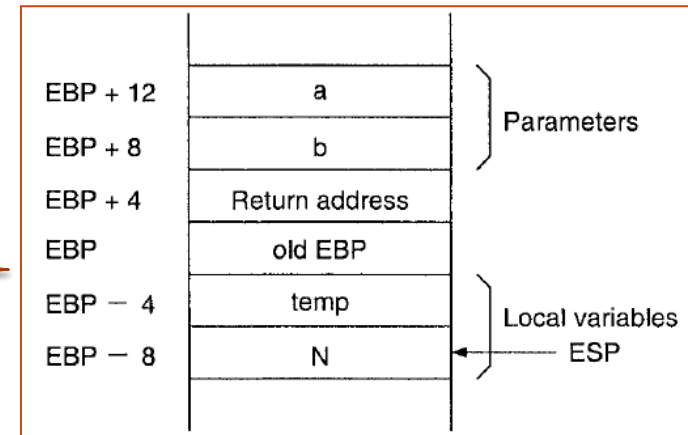 EBP + 12 a
Parameters
EBP + 8 b
EBP + 4 Return address
EBP old EBP
EBP − 4 temp
Local variables
EBP − 8 N ESP